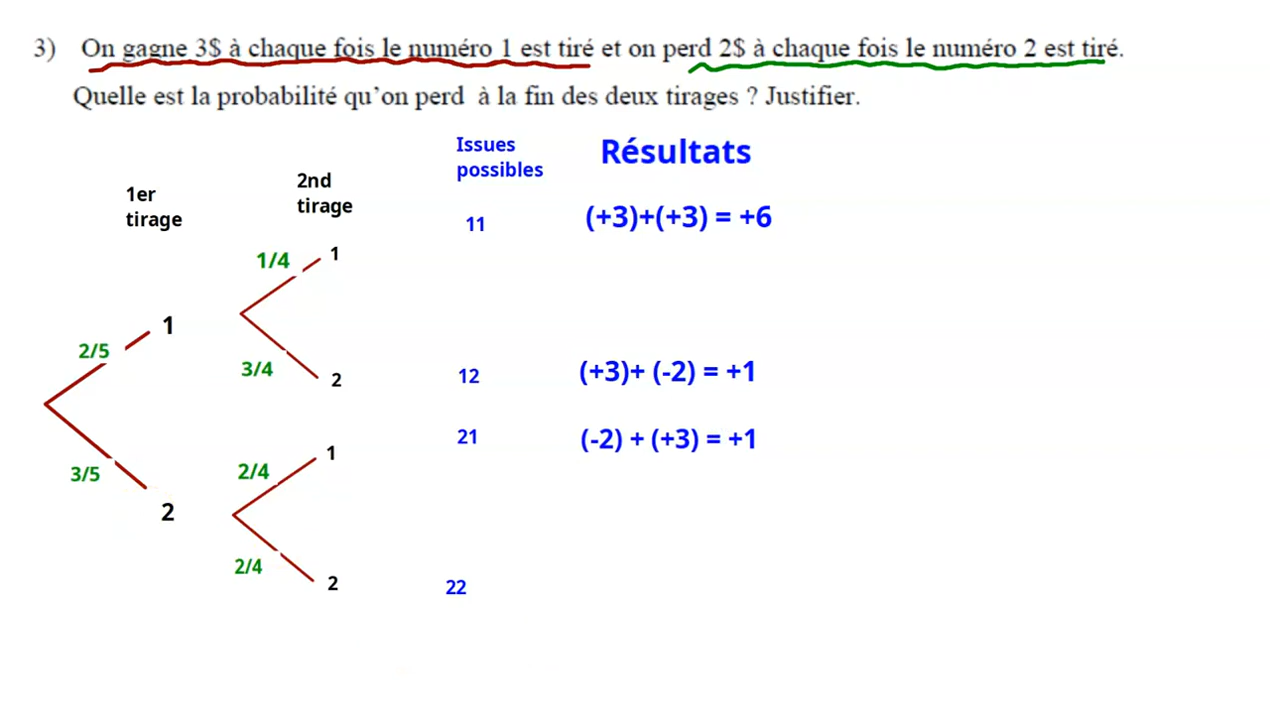 3) On gagne 3$ à chaque fois le numéro 1 est tiré et on perd 2$ à chaque fois le numéro 2 est tiré.
Quelle est la probabilité qu'on perd à la fin des deux tirages ? Justifier.
Issues
possibles
Résultats
1er
tirage
2nd
tirage
11
(+3)+(+3) = +6
1/4
1
2/5
1
3/4
2
12
(+3)+ (-2) = +1
21
(-2) + (+3) = +1
3/5
2
2/4
1
2/4
2
22